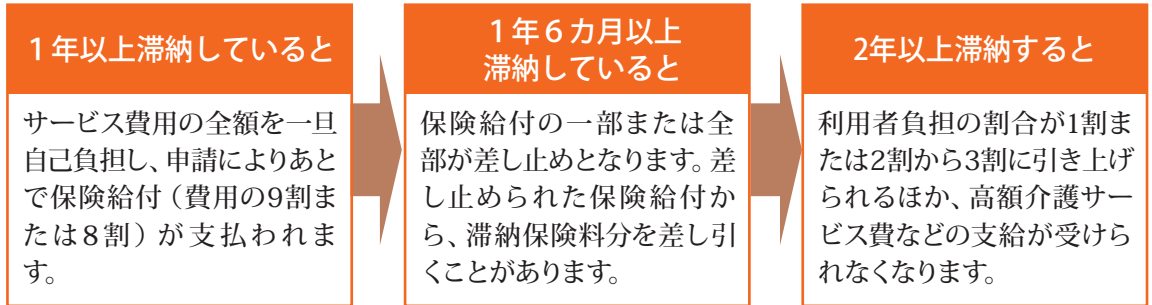 1年以上滞納していると
サービス費用の全額を一旦
自己負担し、申請によりあと
で保険給付（費用の9割ま
たは8割）が支払われま
す。
1年6カ月以上
滞納していると
保険給付の一部または全
部が差し止めとなります。差
し止められた保険給付か
ら、滞納保険料分を差し引
くことがあります。
2年以上滞納すると
利用者負担の割合が1割ま
たは2割から3割に引き上げ
られるほか、高額介護サー
ビス費などの支給が受けら
れなくなります。